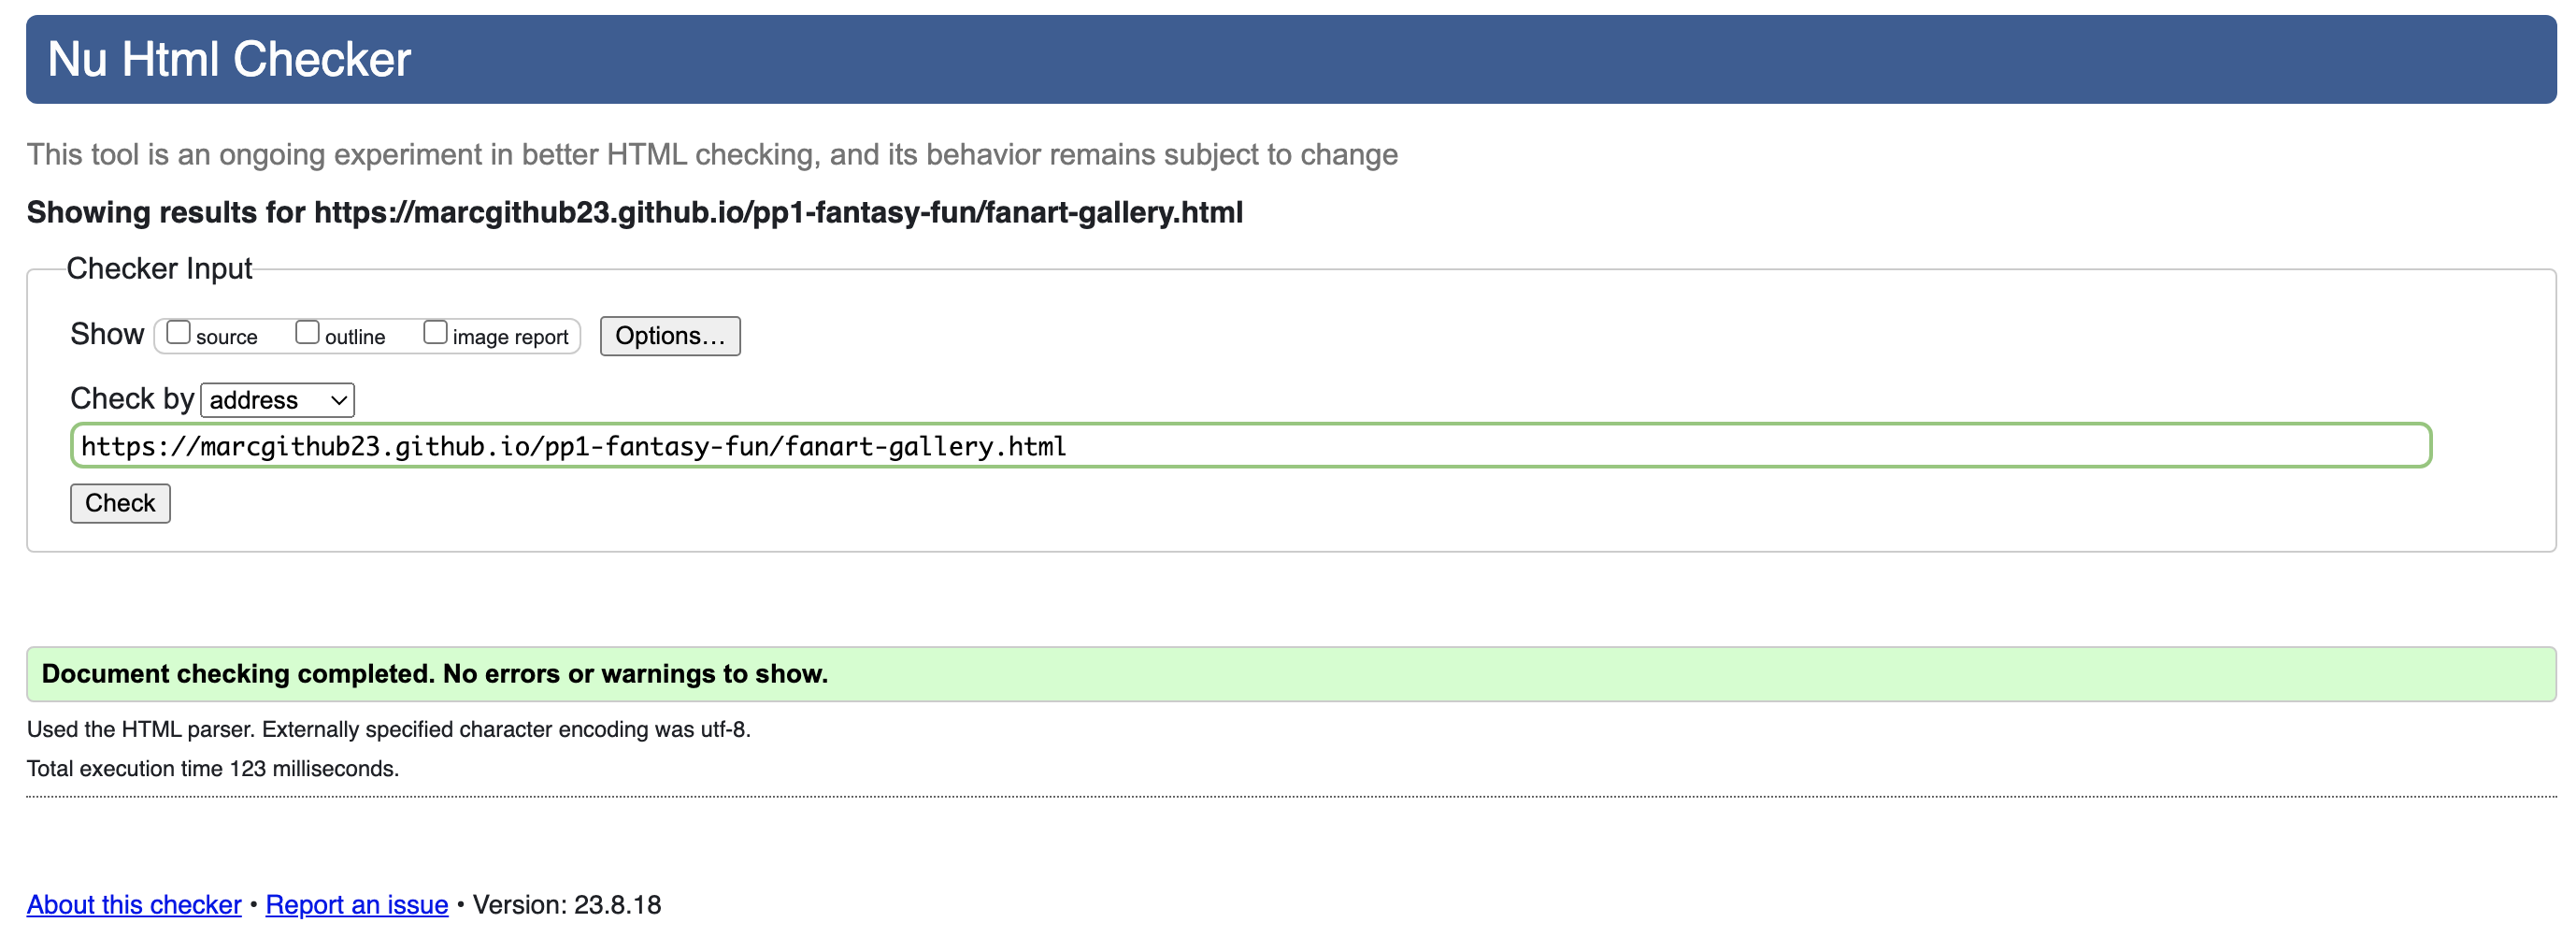 Nu Html Checker
This tool is an ongoing experiment in better HTML checking, and its behavior remains subject to change
Showing results for https://marcgithub23.github.io/pp1-fantasy-fun/fanart-gallery.html
Checker Input
Show source outline image report Options...
Check by address
https://marcgithub23.github.io/pp1-fantasy-fun/fanart-gallery.html
Check
Document checking completed. No errors or warnings to show.
Used the HTML parser. Externally specified character encoding was utf-8.
Total execution time 123 milliseconds.
About this checker • Report an issue • Version: 23.8.18